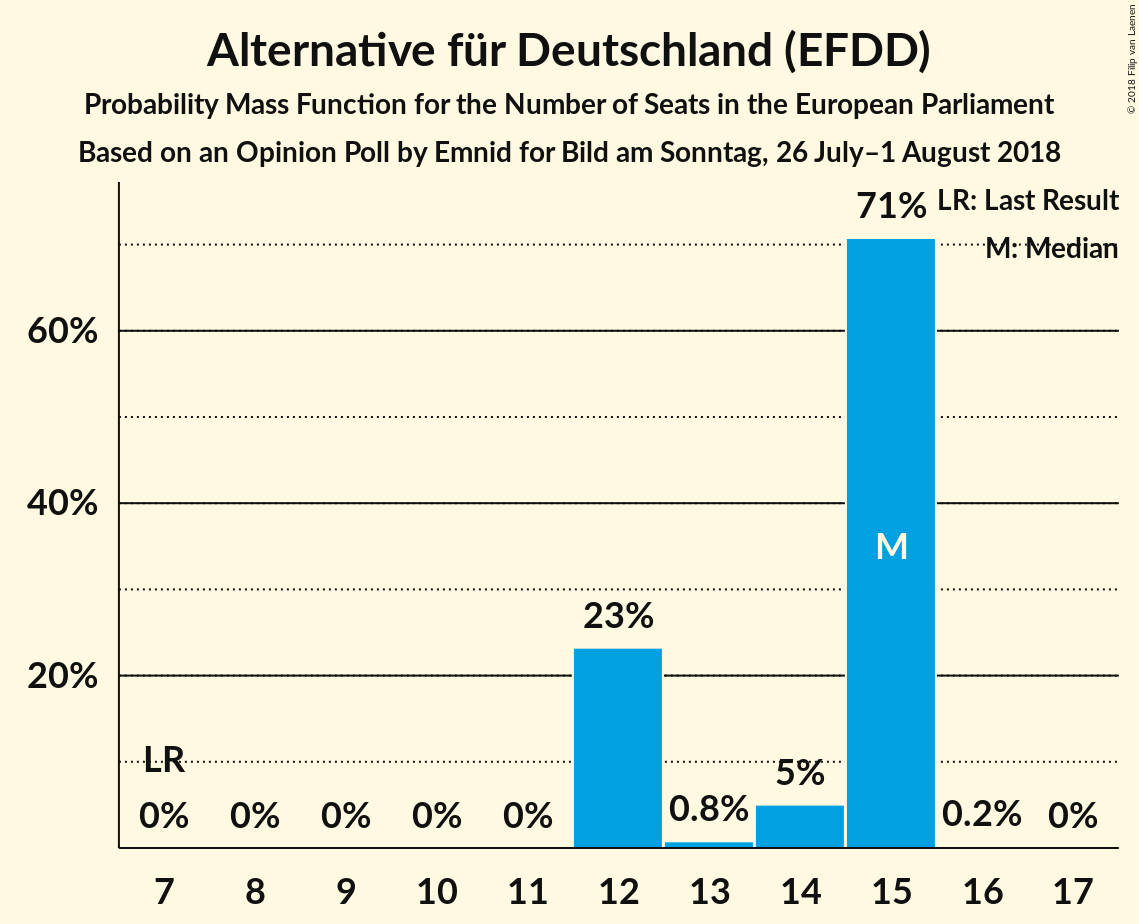 Alternative für Deutschland (EFDD)
Probability Mass Function for the Number of Seats in the European Parliament
Based on an Opinion Poll by Emnid for Bild am Sonntag, 26 July–1 August 2018
© 2018 Filip van Laenen
LR: Last Result
M: Median
60%
40%
20%
LR
M
0% 0% 0% 0% 0% 23% 0.8% 5% 71% 0.2% 0%
7 8 9 10 11 12 13 14 15 16 17